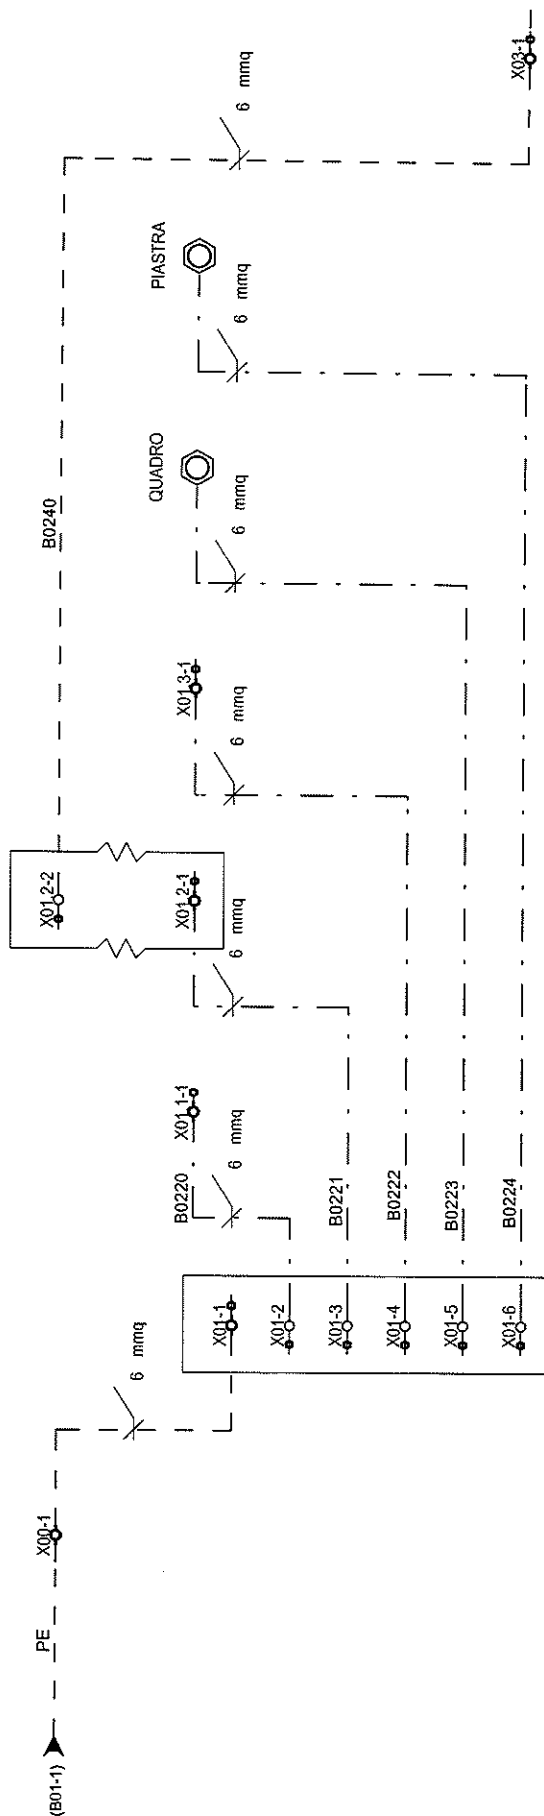 X03-1
6 mmq
PIASTRA
6 mmq
QUADRO
B0240
6 mmq
X01.3-1
6 mmq
X01.2-2
X01.2-1
6 mmq
X01.1-1
B0220
6 mmq
B0221
B0222
B0223
B0224
X01-1
X01-2
X01-3
X01-4
X01-5
X01-6
6 mmq
X00-1
PE
(B01-1)